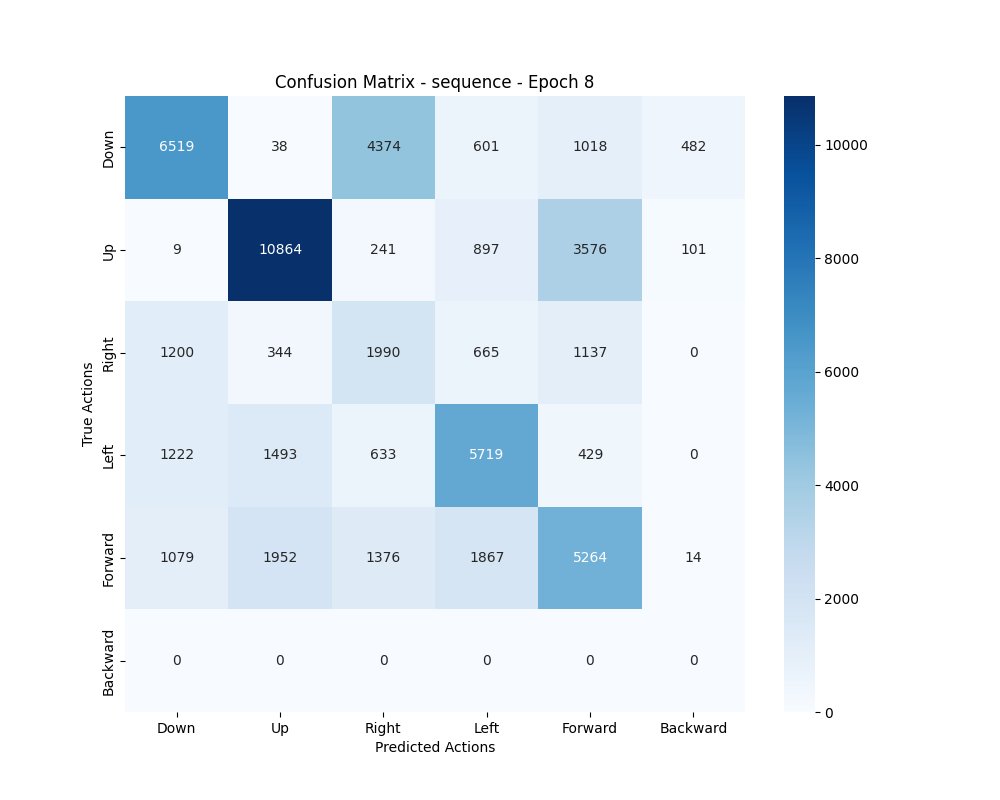 Confusion Matrix - sequence - Epoch 8
True Actions
Down 6519 38 4374 601 1018 482
Up 9 10864 241 897 3576 101
Right 1200 344 1990 665 1137 0
Left 1222 1493 633 5719 429 0
Forward 1079 1952 1376 1867 5264 14
Backward 0 0 0 0 0 0
Down Up Right Left Forward Backward
Predicted Actions
10000
8000
6000
4000
2000
0